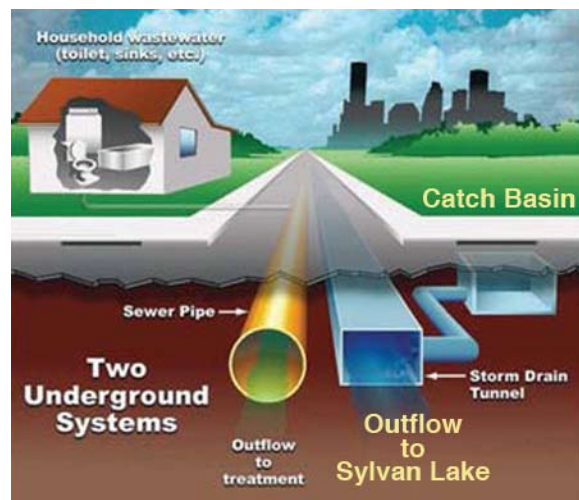 Household wastewater
(toilet, sinks, etc.)
Catch Basin
Sewer Pipe
Two
Underground
Systems
Storm Drain
Tunnel
Outflow
to
treatment
Outflow
to
Sylvan Lake